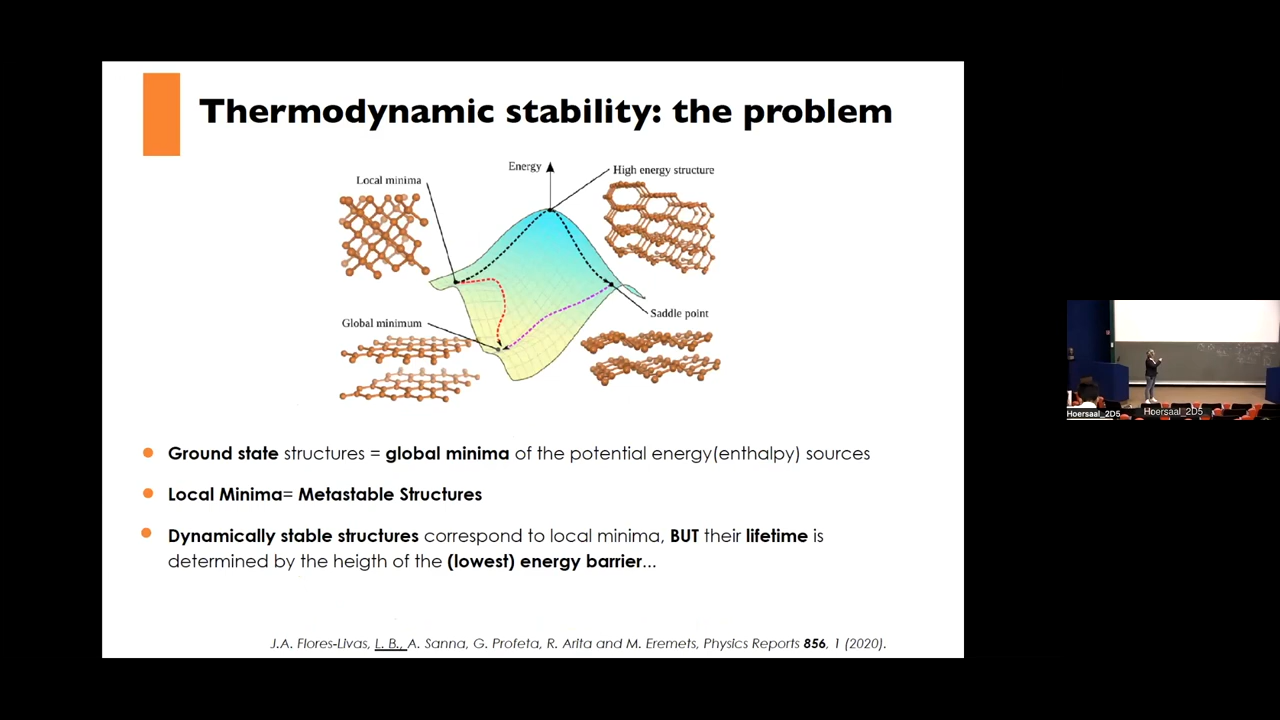 Thermodynamic stability: the problem
Energy
High energy structure
Local minima
Saddle point
Global minimum
Ground state structures = global minima of the potential energy(enthalpy) sources
Local Minima= Metastable Structures
Dynamically stable structures correspond to local minima, BUT their lifetime is
determined by the heigth of the (lowest) energy barrier...
J.A. Flores-Livas, L. B., A. Sanna, G. Profeta, R. Arita and M. Eremets, Physics Reports 856, 1 (2020).
Hoersaal_2D5
Hoersaal_2D5